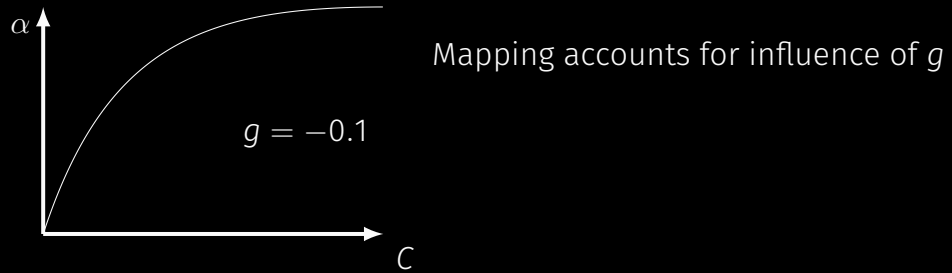 α
Mapping accounts for influence of g
g = −0.1
C